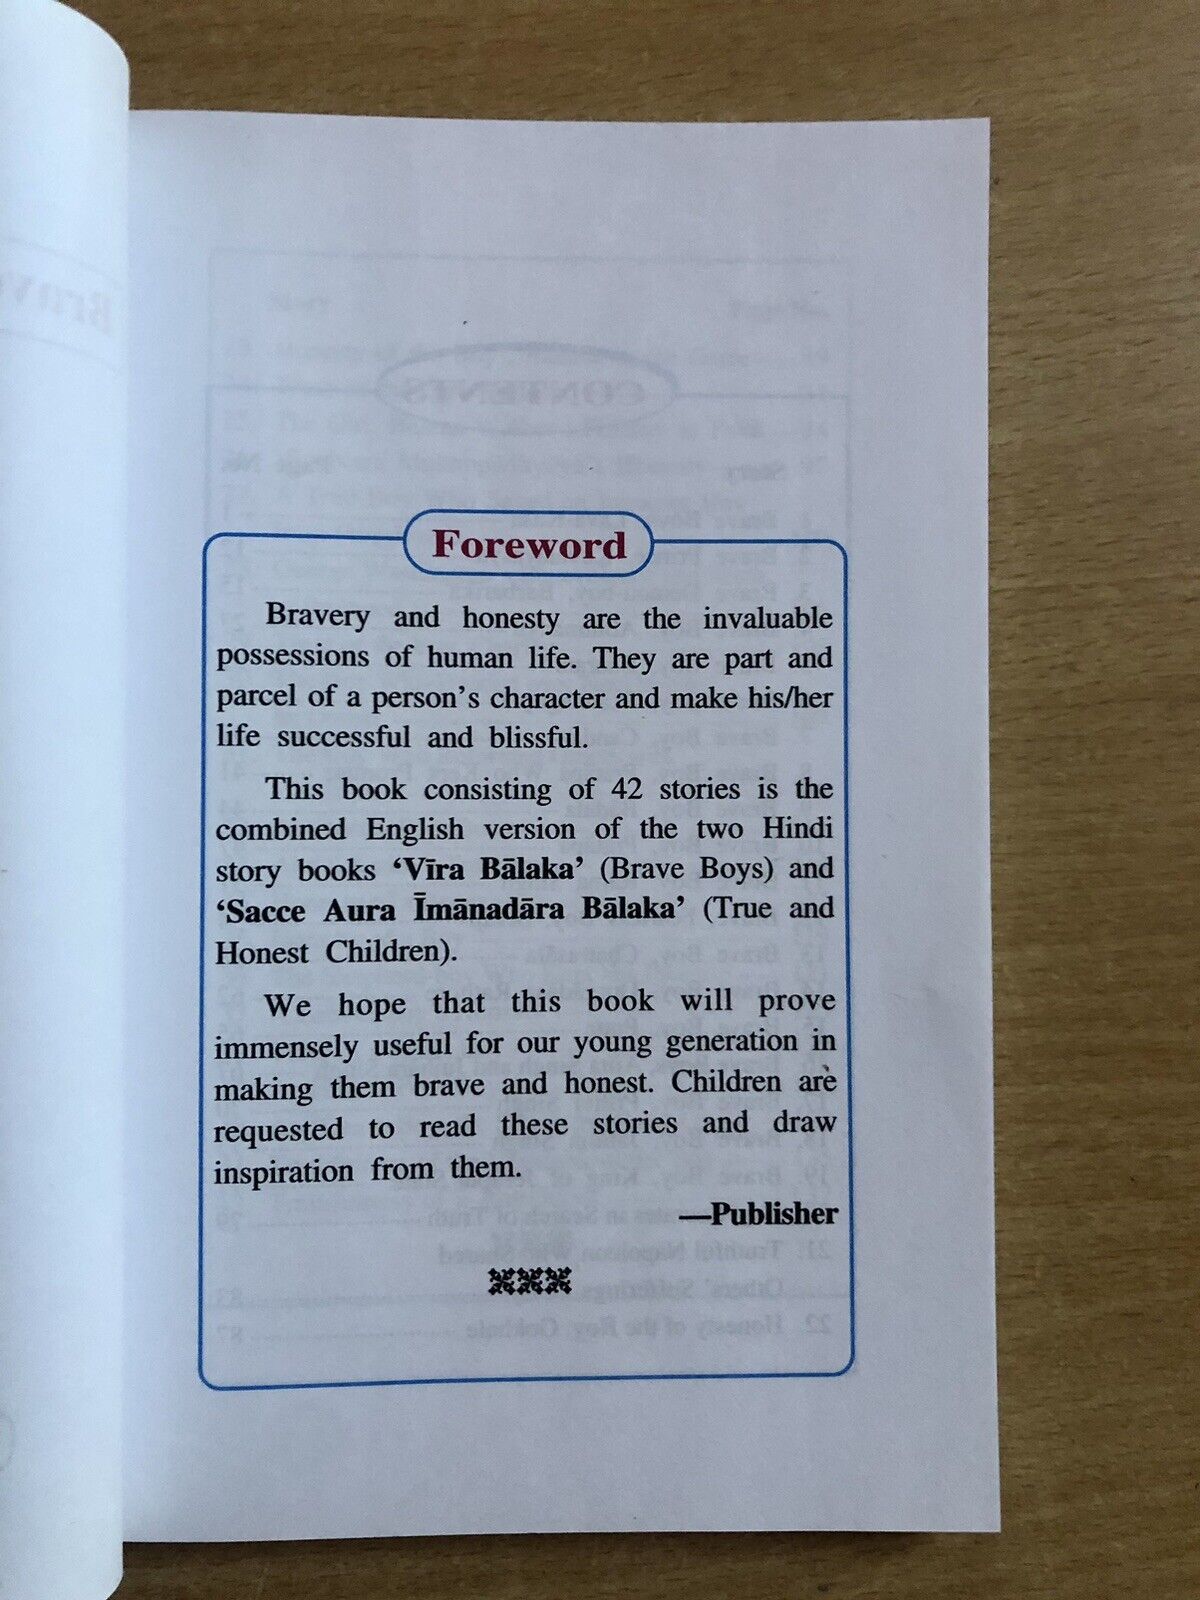 Foreword
Bravery and honesty are the invaluable
possessions of human life. They are part and
parcel of a person's character and make his/her
life successful and blissful.
This book consisting of 42 stories is the
combined English version of the two Hindi
story books ‘Vīra Bālaka’ (Brave Boys) and
‘Sacce Aura Īmānadāra Bālaka’ (True and
Honest Children).
We hope that this book will prove
immensely useful for our young generation in
making them brave and honest. Children are
requested to read these stories and draw
inspiration from them.
—Publisher
CONTENTS